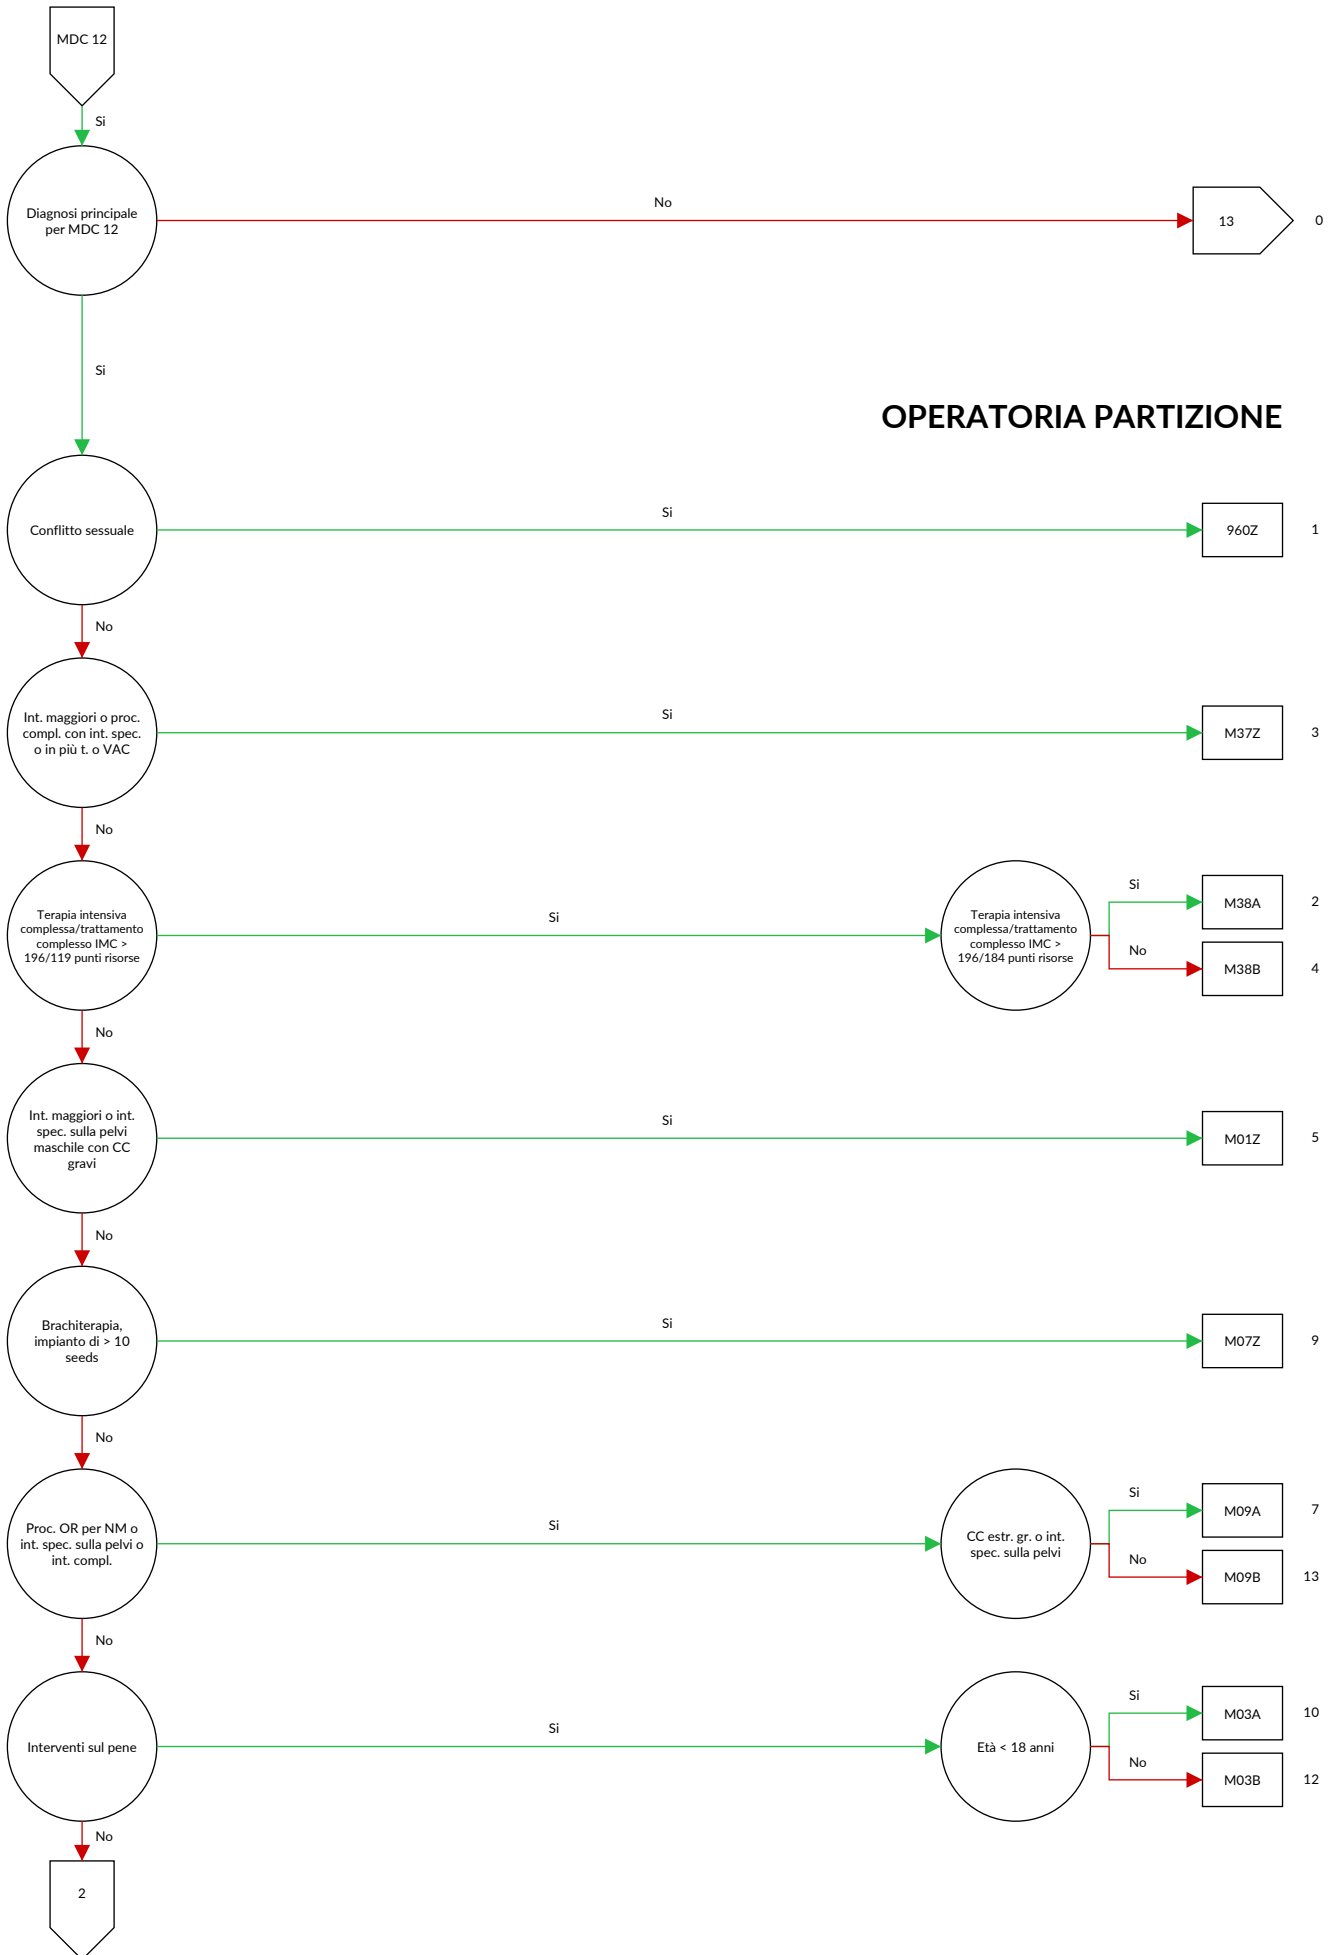 MDC 12
Si
Diagnosi principale
per MDC 12
No
13
0
Si
OPERATORIA PARTIZIONE
Conflitto sessuale
Si
960Z
1
No
Int. maggiori o proc.
compl. con int. spec.
o in più t. o VAC
Si
M37Z
3
No
Terapia intensiva
complessa/trattamento
complesso IMC >
196/119 punti risorse
Si
Terapia intensiva
complessa/trattamento
complesso IMC >
196/184 punti risorse
Si
M38A
2
No
M38B
4
No
Int. maggiori o int.
spec. sulla pelvi
maschile con CC
gravi
Si
M01Z
5
No
Brachiterapia,
impianto di > 10
seeds
Si
M07Z
9
No
Proc. OR per NM o
int. spec. sulla pelvi o
int. compl.
Si
CC estr. gr. o int.
spec. sulla pelvi
Si
M09A
7
No
M09B
13
No
Interventi sul pene
Si
Età < 18 anni
Si
M03A
10
No
M03B
12
No
2